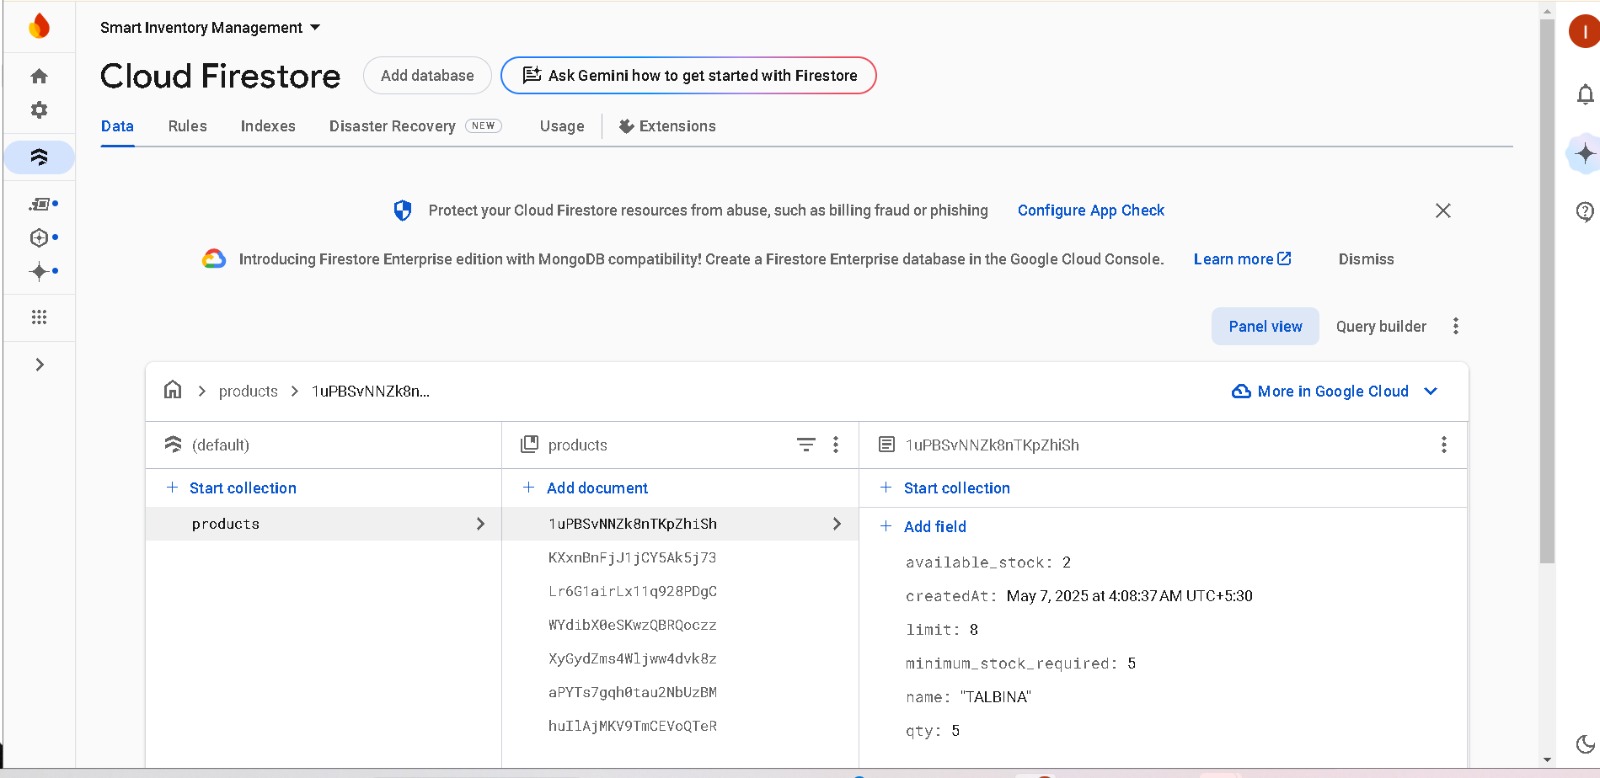 Smart Inventory Management
I
Cloud Firestore
Add database
Ask Gemini how to get started with Firestore
Data Rules Indexes Disaster Recovery NEW Usage Extensions
Protect your Cloud Firestore resources from abuse, such as billing fraud or phishing Configure App Check
Introducing Firestore Enterprise edition with MongoDB compatibility! Create a Firestore Enterprise database in the Google Cloud Console. Learn more Dismiss
Panel view Query builder
products 1uPBSvNNZk8n... More in Google Cloud
(default)
Start collection
products
products
Add document
1uPBSvNNZk8nTKpZhiSh
KXxnBnFjJ1jCY5Ak5j73
Lr6G1airLx11q928PDgC
WYdibX0eSKwzQBRQoczz
XyGydZms4Wljww4dvk8z
aPYTs7gqh0tau2NbUzBM
huIlAjMKV9TmCEVoQTeR
1uPBSvNNZk8nTKpZhiSh
Start collection
Add field
available_stock: 2
createdAt: May 7, 2025 at 4:08:37 AM UTC+5:30
limit: 8
minimum_stock_required: 5
name: "TALBINA"
qty: 5